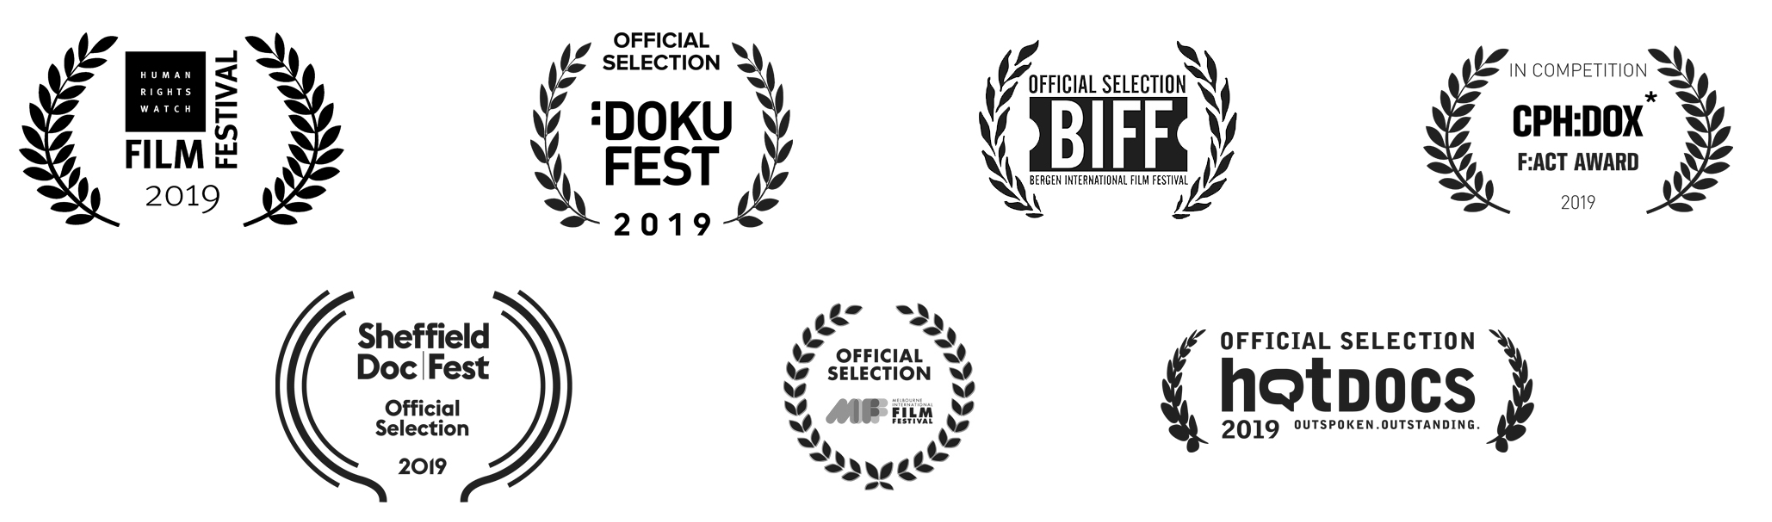 HUMAN
RIGHTS
WATCH
FILM
FESTIVAL
2019
OFFICIAL
SELECTION
:DOKU
FEST
2019
OFFICIAL SELECTION
BIFF
BERGEN INTERNATIONAL FILM FESTIVAL
IN COMPETITION
CPH:DOX*
F:ACT AWARD
2019
Sheffield
Doc|Fest
Official
Selection
2019
OFFICIAL
SELECTION
MIFF
MELBOURNE
INTERNATIONAL
FILM
FESTIVAL
OFFICIAL SELECTION
hotDOCS
2019 OUTSPOKEN.OUTSTANDING.